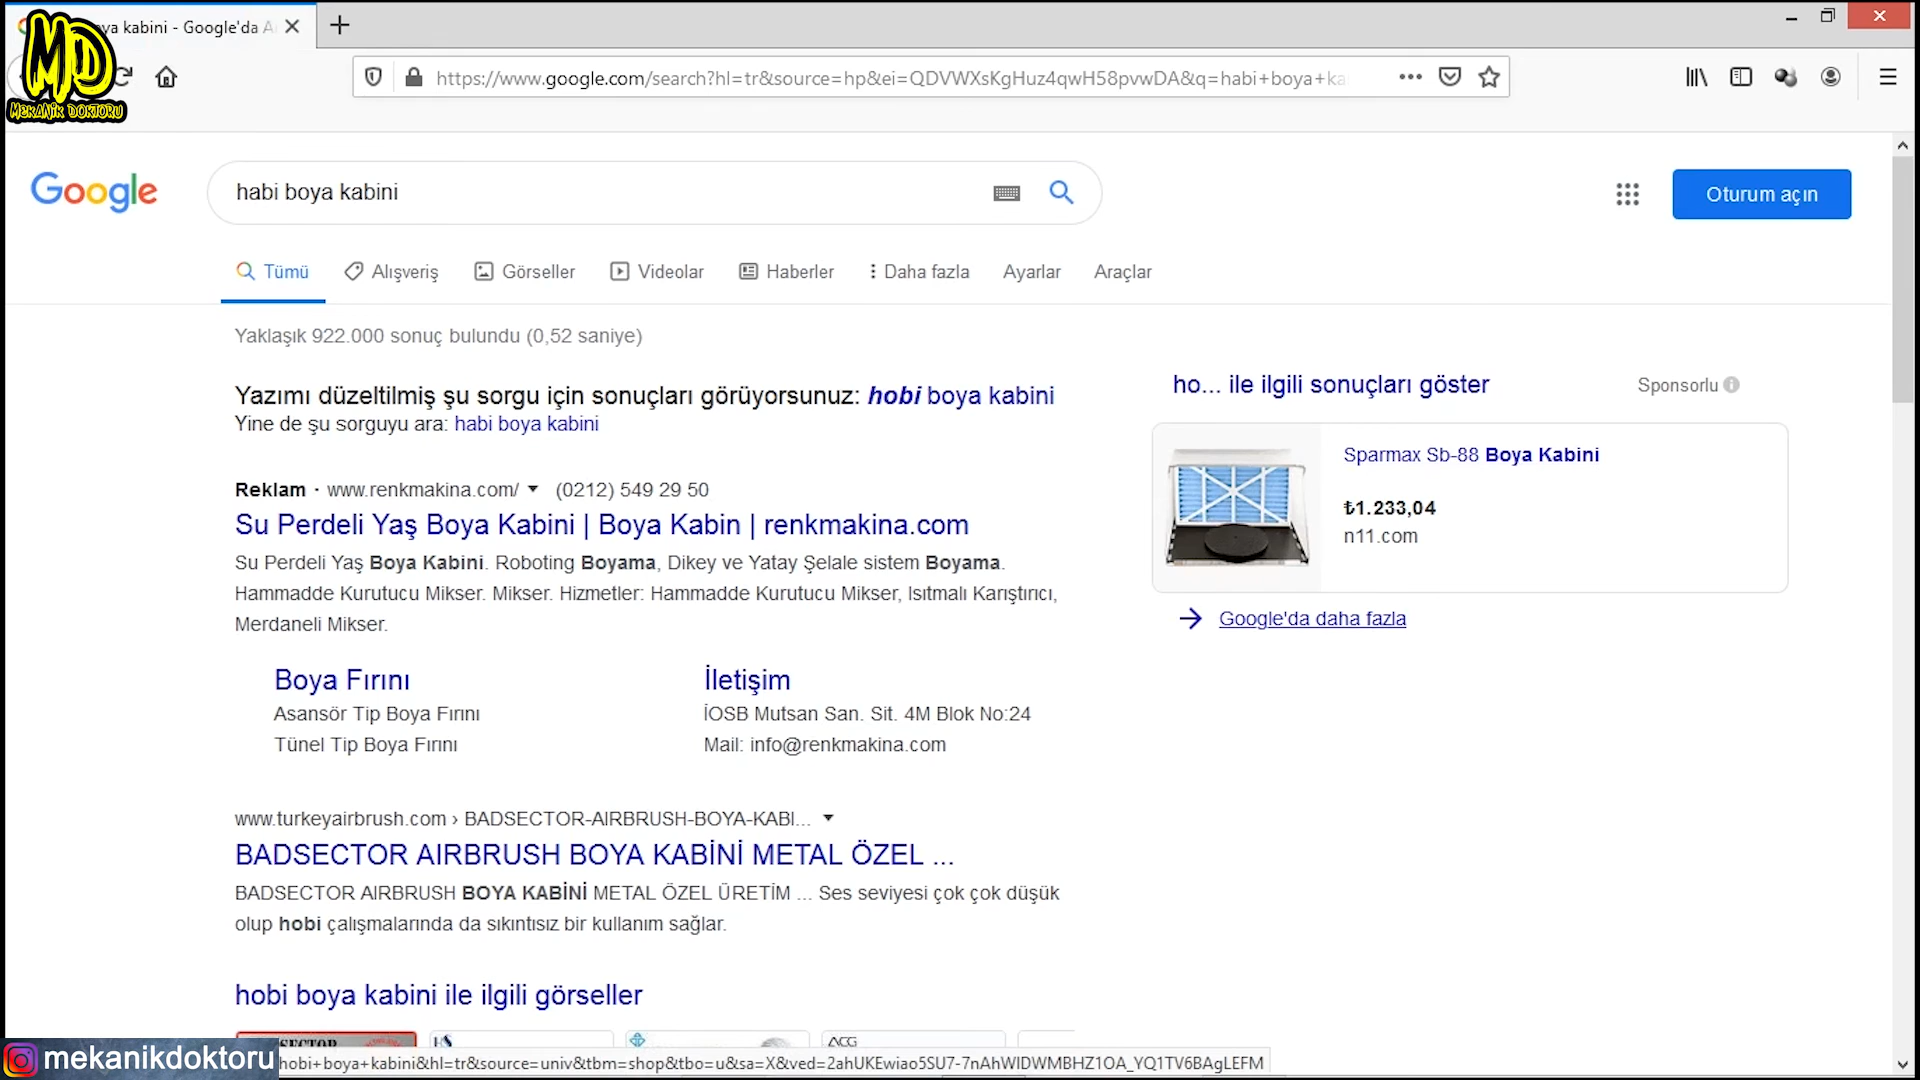 boya kabini - Google'da A
MD
MEKANİK DOKTORU
https://www.google.com/search?hl=tr&source=hp&ei=QDVWXsKgHuz4qwH58pvwDA&q=habi+boya+ka
Google
habi boya kabini
Oturum açın
Tümü
Alışveriş
Görseller
Videolar
Haberler
Daha fazla
Ayarlar
Araçlar
Yaklaşık 922.000 sonuç bulundu (0,52 saniye)
Yazımı düzeltilmiş şu sorgu için sonuçları görüyorsunuz: hobi boya kabini
Yine de şu sorguyu ara: habi boya kabini
Reklam · www.renkmakina.com/ (0212) 549 29 50
Su Perdeli Yaş Boya Kabini | Boya Kabin | renkmakina.com
Su Perdeli Yaş Boya Kabini. Roboting Boyama, Dikey ve Yatay Şelale sistem Boyama.
Hammadde Kurutucu Mikser. Mikser. Hizmetler: Hammadde Kurutucu Mikser, Isıtmalı Karıştırıcı,
Merdaneli Mikser.
Boya Fırını
Asansör Tip Boya Fırını
Tünel Tip Boya Fırını
İletişim
İOSB Mutsan San. Sit. 4M Blok No:24
Mail: info@renkmakina.com
www.turkeyairbrush.com › BADSECTOR-AIRBRUSH-BOYA-KABI...
BADSECTOR AIRBRUSH BOYA KABİNİ METAL ÖZEL ...
BADSECTOR AIRBRUSH BOYA KABİNİ METAL ÖZEL ÜRETİM ... Ses seviyesi çok çok düşük
olup hobi çalışmalarında da sıkıntısız bir kullanım sağlar.
hobi boya kabini ile ilgili görseller
ho... ile ilgili sonuçları göster
Sponsorlu
Sparmax Sb-88 Boya Kabini
₺1.233,04
n11.com
Google'da daha fazla
ACG
mekanikdoktoru
hobi+boya+kabini&hl=tr&source=univ&tbm=shop&tbo=u&sa=X&ved=2ahUKEwiao5SU7-7nAhWIDWMBHZ1OA_YQ1TV6BAgLEFM